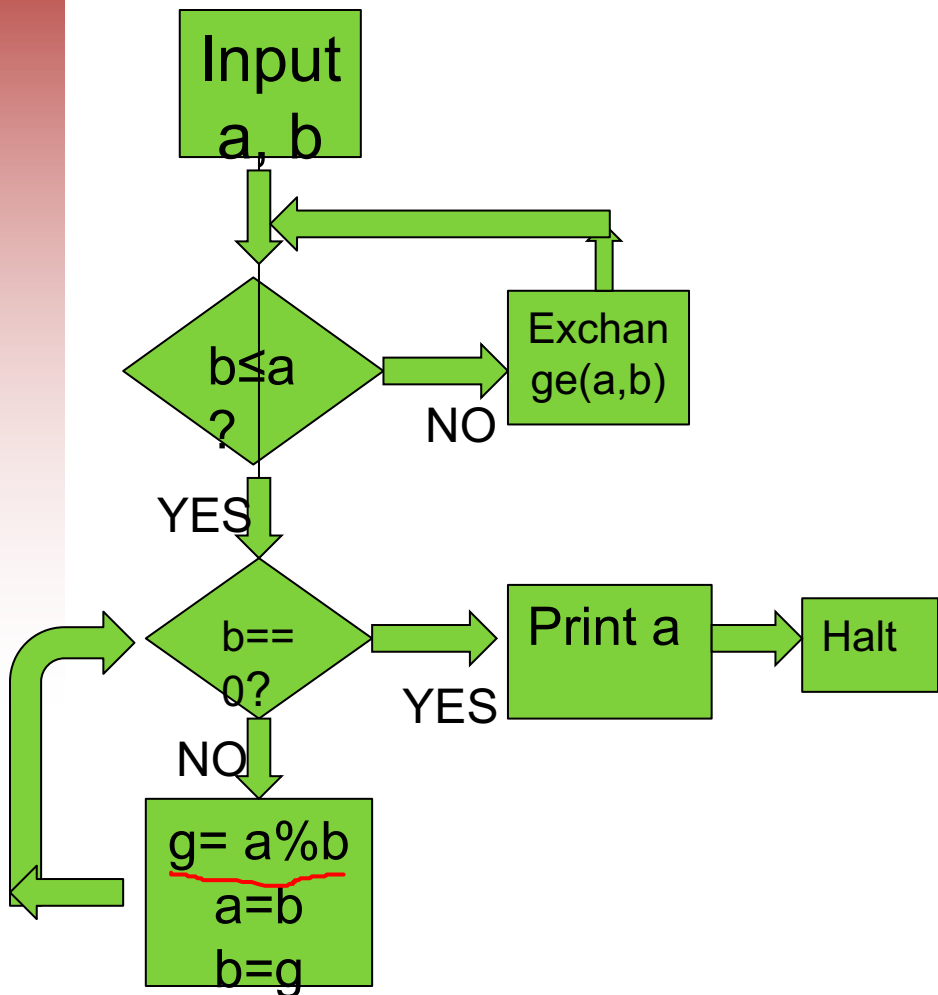 Input
a, b
b≤a
?
Exchan
ge(a,b)
NO
YES
b==
0?
Print a
Halt
YES
NO
g= a%b
a=b
b=g